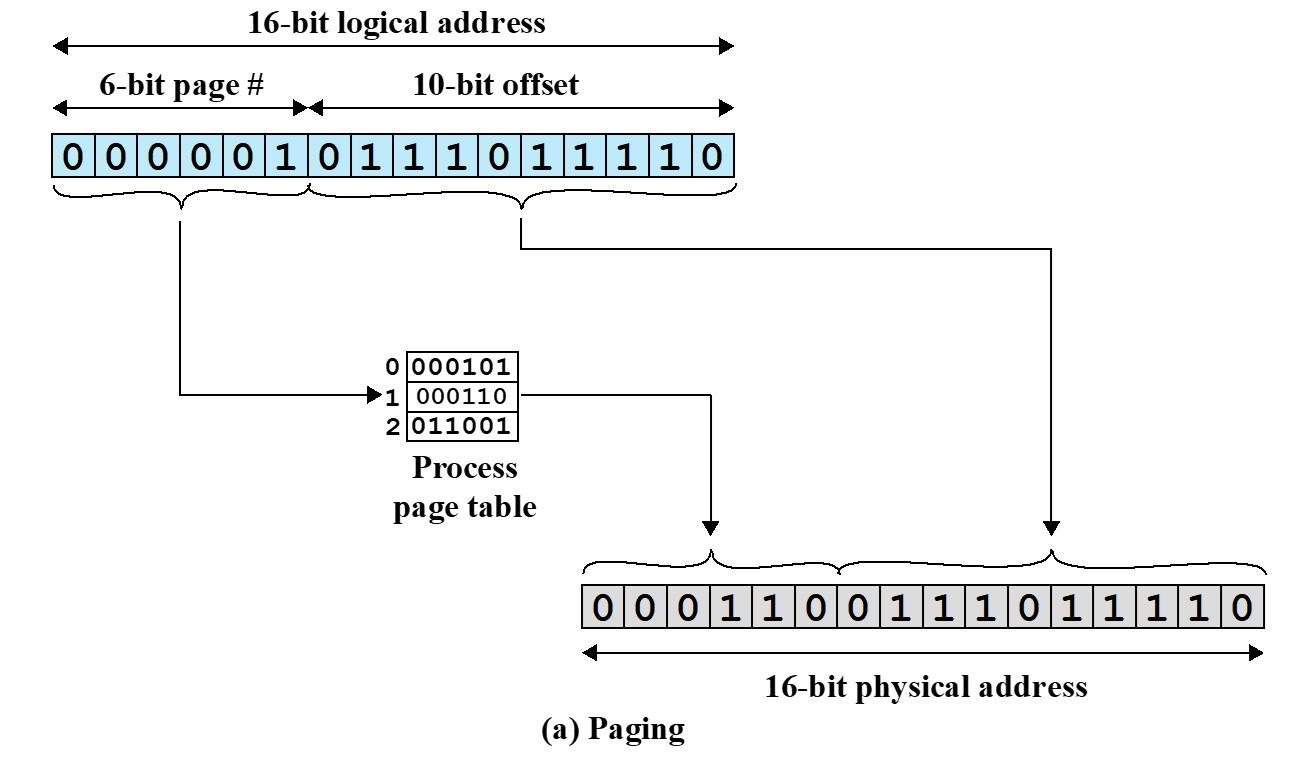 16-bit logical address
6-bit page # 10-bit offset
0 0 0 0 0 1 0 1 1 1 0 1 1 1 1 0
0 000101
1 000110
2 011001
Process
page table
0 0 0 1 1 0 0 1 1 1 0 1 1 1 1 0
16-bit physical address
(a) Paging